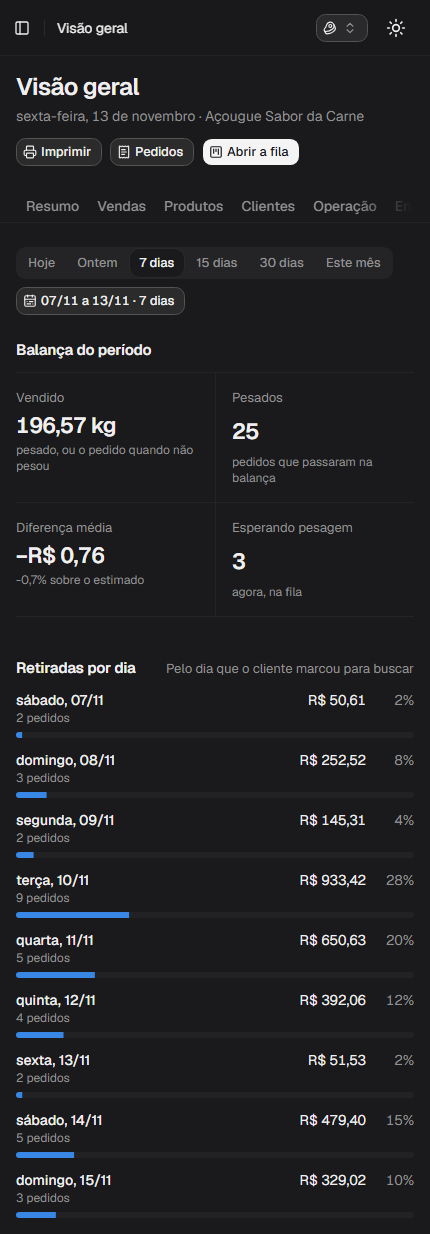 Visão geral
Visão geral
sexta-feira, 13 de novembro · Açougue Sabor da Carne
Imprimir
Pedidos
Abrir a fila
Resumo Vendas Produtos Clientes Operação En
Hoje Ontem 7 dias 15 dias 30 dias Este mês
07/11 a 13/11 · 7 dias
Balança do período
Vendido
196,57 kg
pesado, ou o pedido quando não
pesou
Pesados
25
pedidos que passaram na
balança
Diferença média
−R$ 0,76
-0,7% sobre o estimado
Esperando pesagem
3
agora, na fila
Retiradas por dia
Pelo dia que o cliente marcou para buscar
sábado, 07/11 R$ 50,61 2%
2 pedidos
domingo, 08/11 R$ 252,52 8%
3 pedidos
segunda, 09/11 R$ 145,31 4%
2 pedidos
terça, 10/11 R$ 933,42 28%
9 pedidos
quarta, 11/11 R$ 650,63 20%
5 pedidos
quinta, 12/11 R$ 392,06 12%
4 pedidos
sexta, 13/11 R$ 51,53 2%
2 pedidos
sábado, 14/11 R$ 479,40 15%
5 pedidos
domingo, 15/11 R$ 329,02 10%
3 pedidos